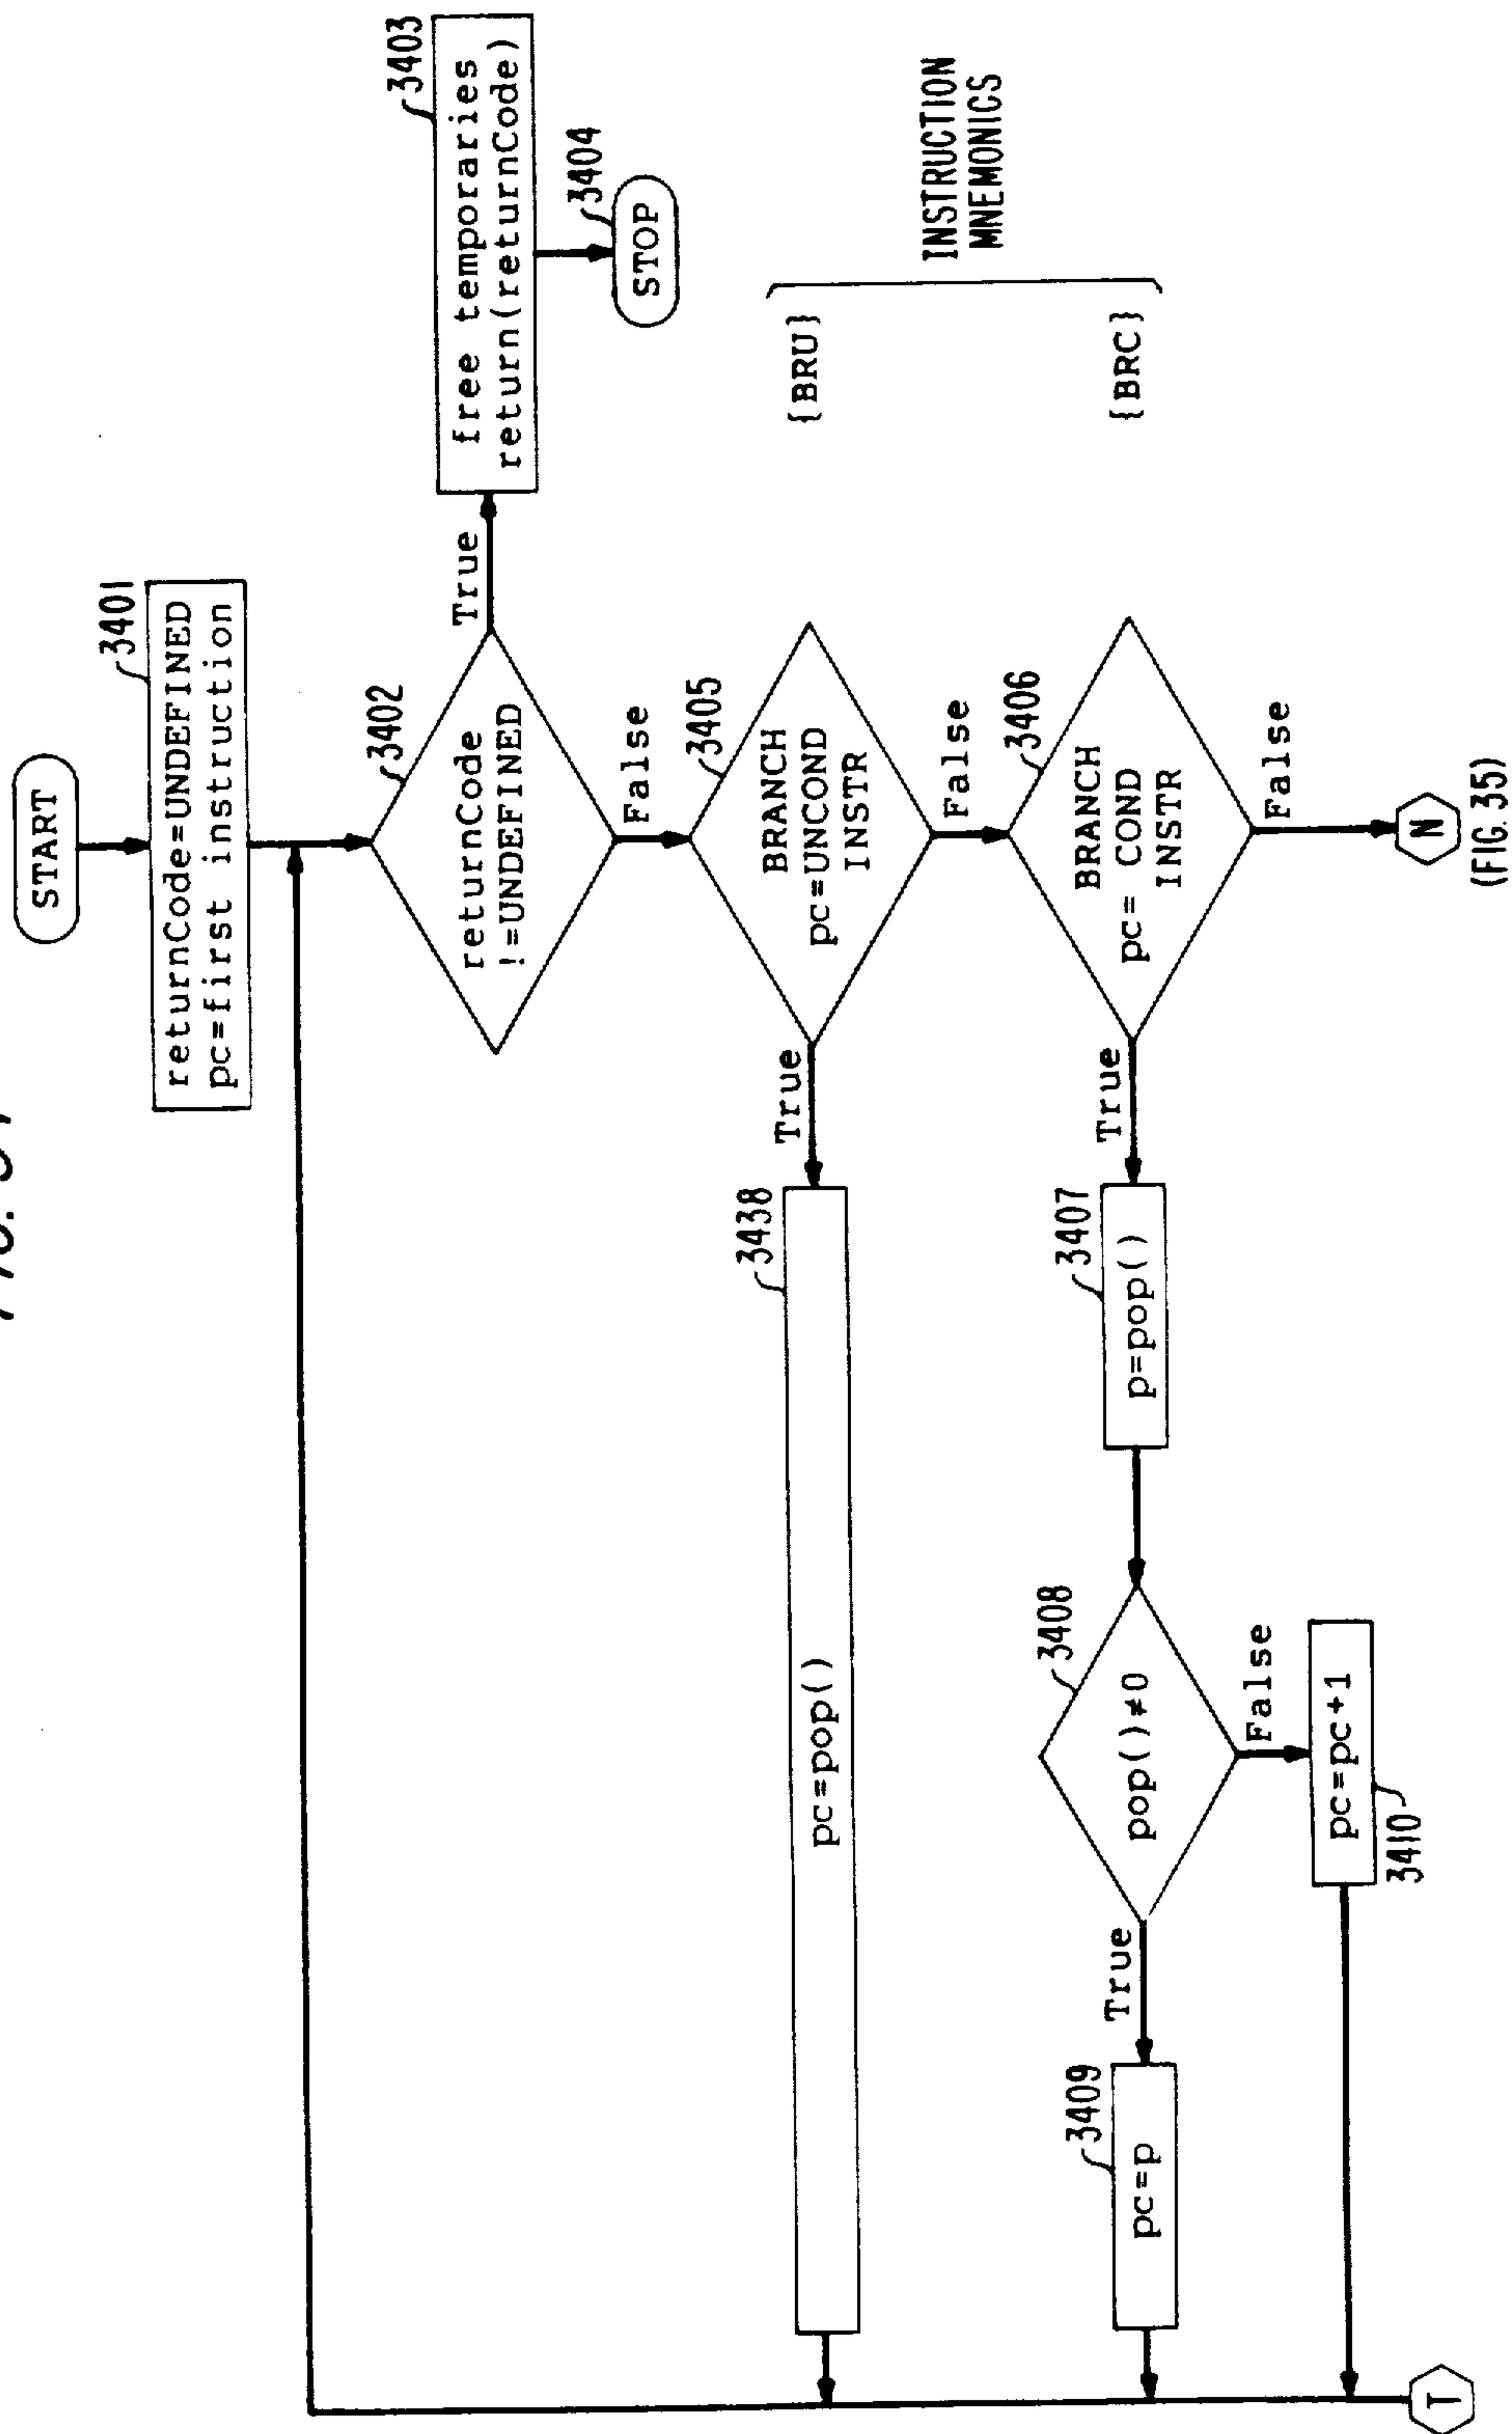 START
3401
returnCode=UNDEFINED
pc=first instruction
3402
returnCode
!=UNDEFINED
True
3403
free temporaries
return(returnCode)
3404
STOP
False
3405
BRANCH
pc=UNCOND
INSTR
True
3438
pc=pop()
{BRU}
INSTRUCTION
MNEMONICS
False
3406
BRANCH
pc= COND
INSTR
{BRC}
True
3407
p=pop()
3408
pop()≠0
True
3409
pc=p
False
pc=pc+1
3410
False
N
(FIG. 35)
T